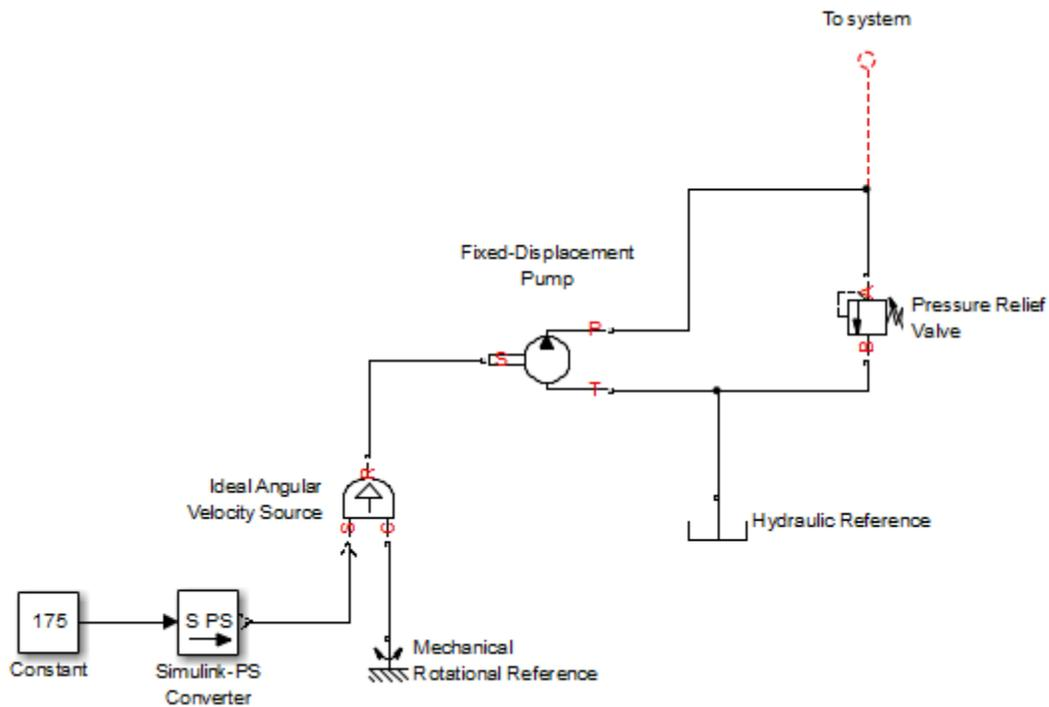 To system
Fixed-Displacement
Pump
P
A
Pressure Relief
Valve
B
S
T
R
Ideal Angular
Velocity Source
S
C
Hydraulic Reference
175
S PS
Constant
Simulink-PS
Converter
Mechanical
Rotational Reference